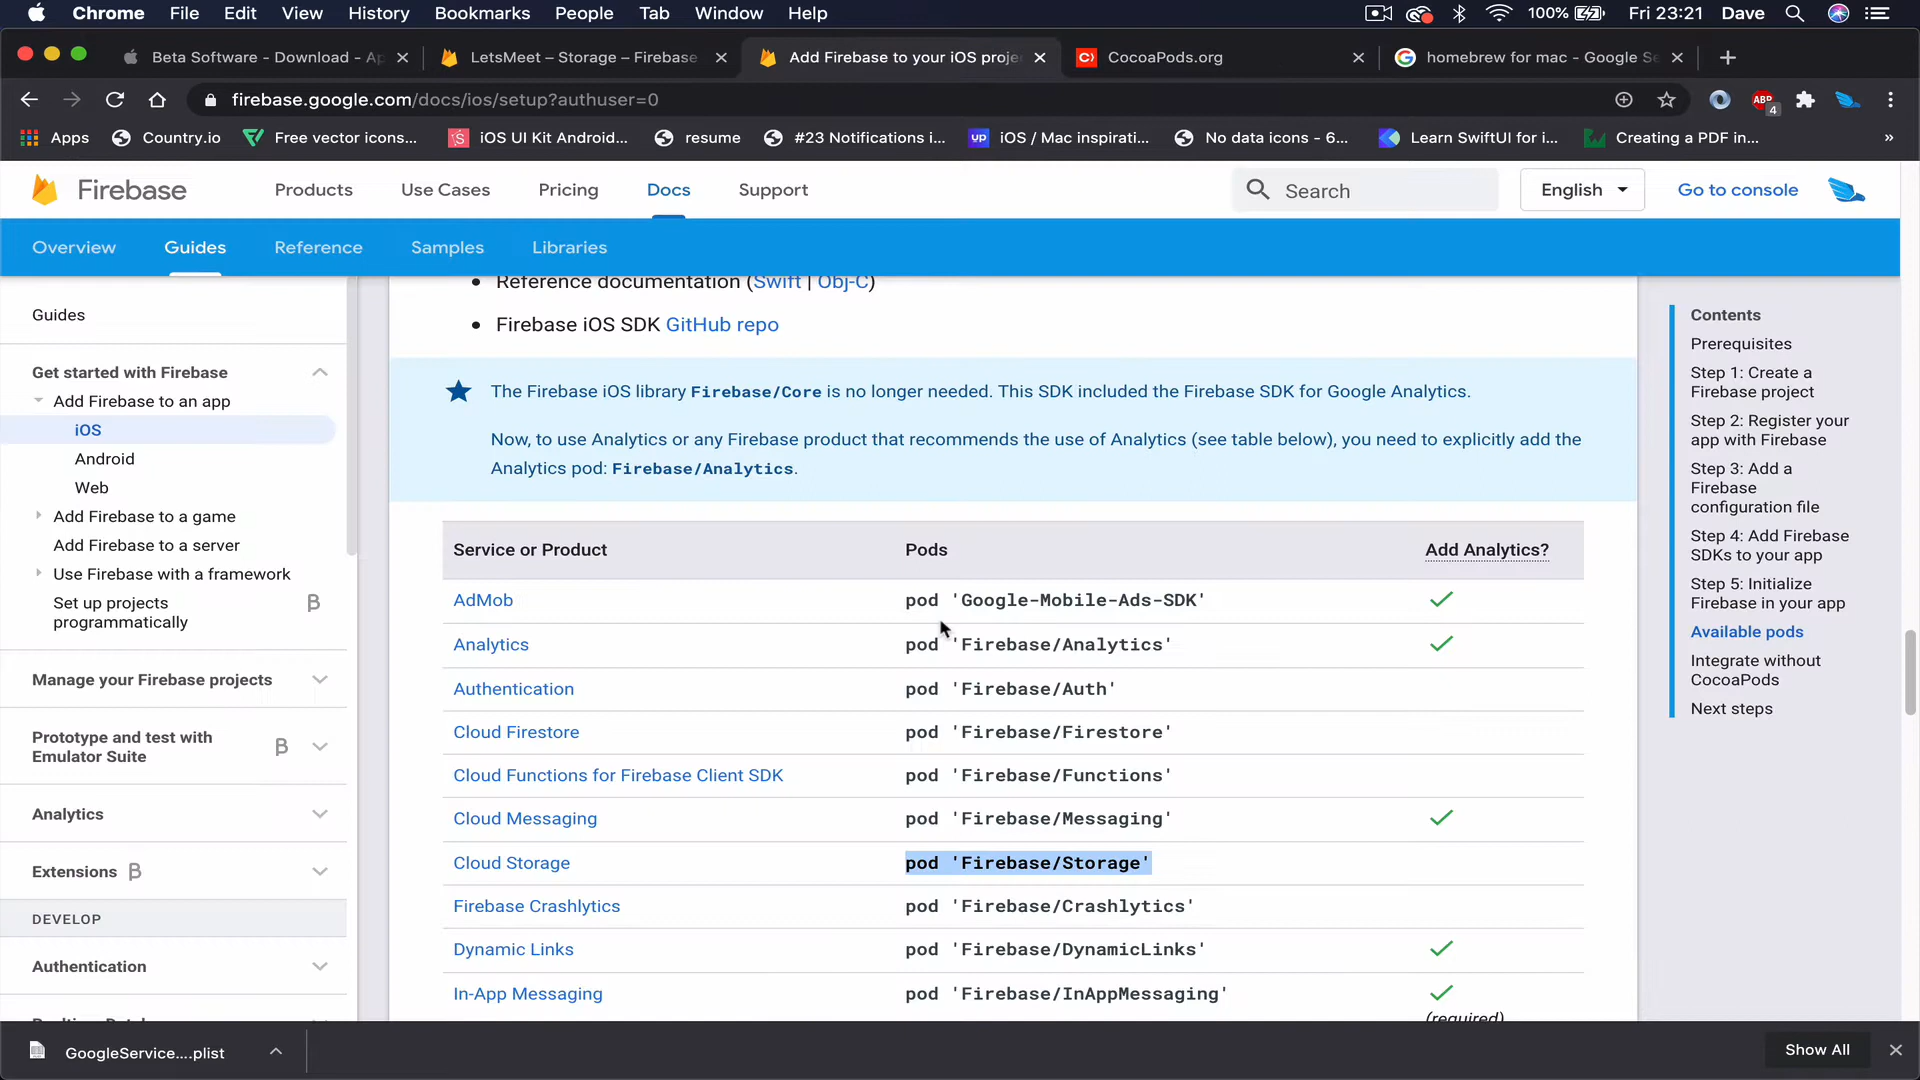 Chrome File Edit View History Bookmarks People Tab Window Help 100% Fri 23:21 Dave
Beta Software - Download - Ap
LetsMeet – Storage – Firebase
Add Firebase to your iOS proje
CocoaPods.org
homebrew for mac - Google Se
firebase.google.com/docs/ios/setup?authuser=0
ABP
4
Apps
Country.io
Free vector icons...
iOS UI Kit Android...
resume
#23 Notifications i...
up
iOS / Mac inspirati...
No data icons - 6...
Learn SwiftUI for i...
Creating a PDF in...
»
Firebase
Products
Use Cases
Pricing
Docs
Support
Search
English
Go to console
Overview
Guides
Reference
Samples
Libraries
Guides
Get started with Firebase
Add Firebase to an app
iOS
Android
Web
Add Firebase to a game
Add Firebase to a server
Use Firebase with a framework
Set up projects
programmatically
Manage your Firebase projects
Prototype and test with
Emulator Suite
Analytics
Extensions
DEVELOP
Authentication
• Reference documentation (Swift | Obj-C)
• Firebase iOS SDK GitHub repo
The Firebase iOS library Firebase/Core is no longer needed. This SDK included the Firebase SDK for Google Analytics.
Now, to use Analytics or any Firebase product that recommends the use of Analytics (see table below), you need to explicitly add the
Analytics pod: Firebase/Analytics.
Service or Product Pods Add Analytics?
AdMob pod 'Google-Mobile-Ads-SDK'
Analytics pod 'Firebase/Analytics'
Authentication pod 'Firebase/Auth'
Cloud Firestore pod 'Firebase/Firestore'
Cloud Functions for Firebase Client SDK pod 'Firebase/Functions'
Cloud Messaging pod 'Firebase/Messaging'
Cloud Storage pod 'Firebase/Storage'
Firebase Crashlytics pod 'Firebase/Crashlytics'
Dynamic Links pod 'Firebase/DynamicLinks'
In-App Messaging pod 'Firebase/InAppMessaging'
(required)
Contents
Prerequisites
Step 1: Create a
Firebase project
Step 2: Register your
app with Firebase
Step 3: Add a
Firebase
configuration file
Step 4: Add Firebase
SDKs to your app
Step 5: Initialize
Firebase in your app
Available pods
Integrate without
CocoaPods
Next steps
GoogleService....plist
Show All